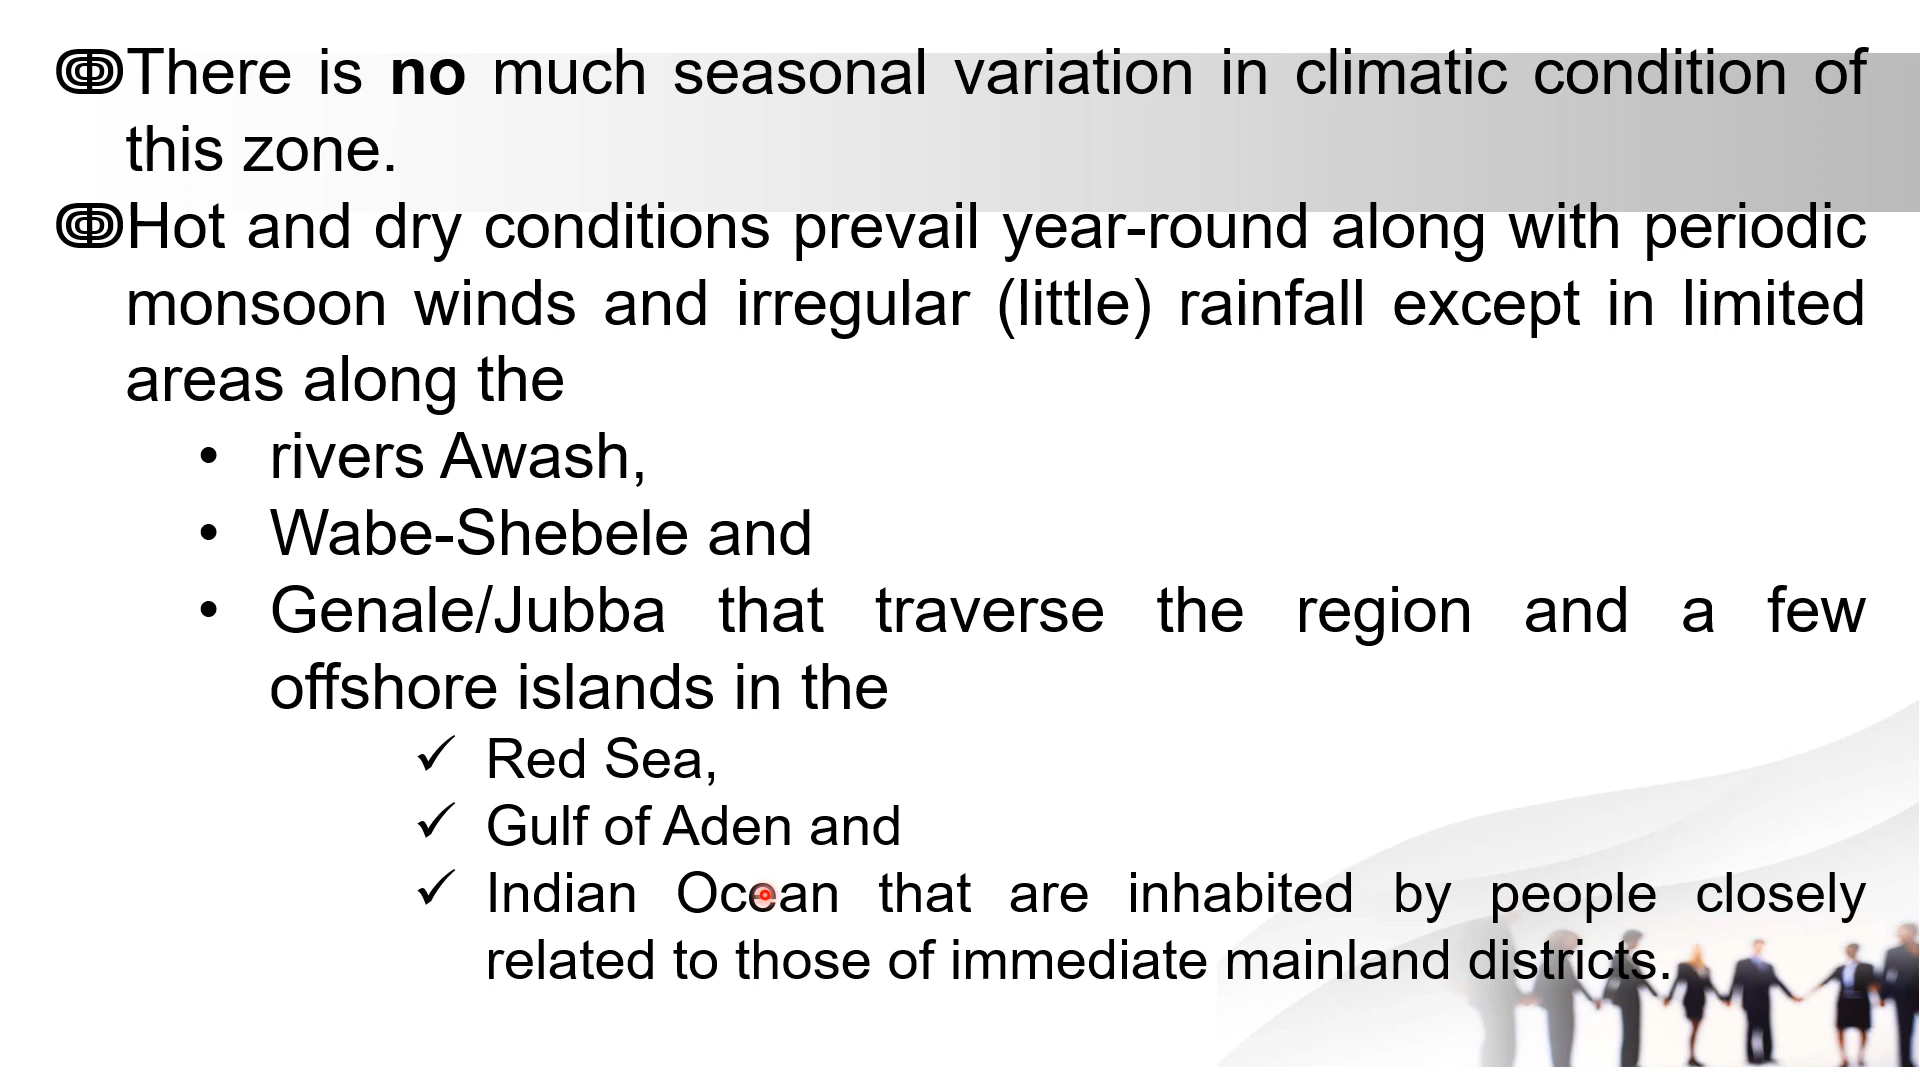 There is no much seasonal variation in climatic condition of
this zone.
Hot and dry conditions prevail year-round along with periodic
monsoon winds and irregular (little) rainfall except in limited
areas along the
• rivers Awash,
• Wabe-Shebele and
• Genale/Jubba that traverse the region and a few
offshore islands in the
✓ Red Sea,
✓ Gulf of Aden and
✓ Indian Ocean that are inhabited by people closely
related to those of immediate mainland districts.